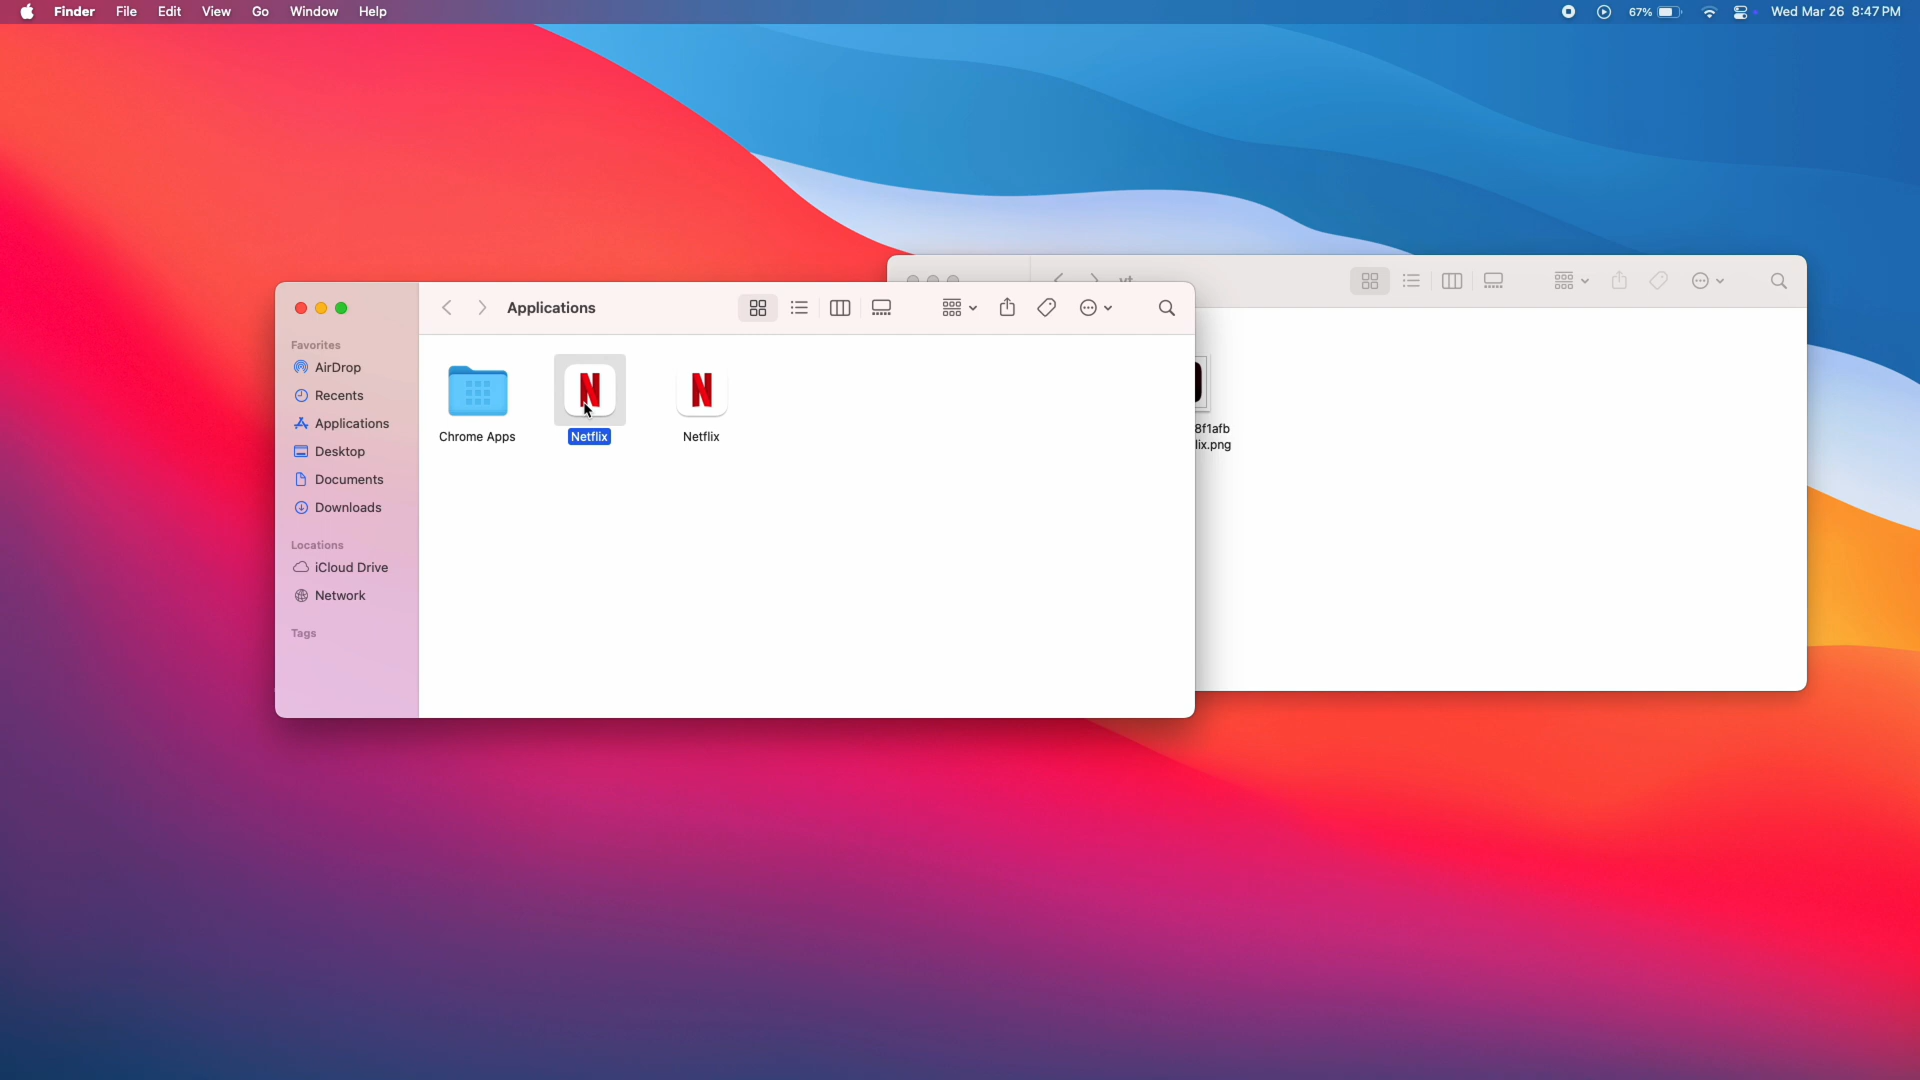 Finder File Edit View Go Window Help 67% Wed Mar 26 8:47 PM
Applications
Favorites
AirDrop
Recents
Applications
Desktop
Documents
Downloads
Locations
iCloud Drive
Network
Tags
Chrome Apps
Netflix
Netflix
8f1afb
lix.png